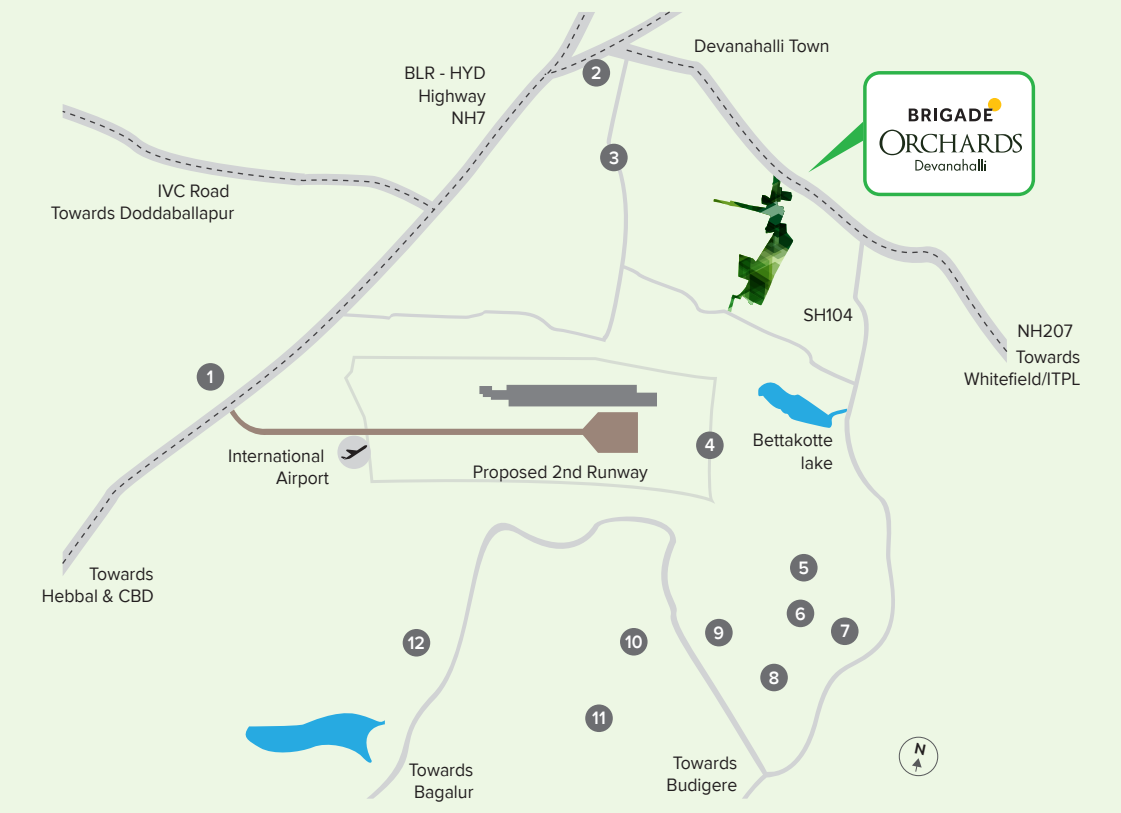 Devanahalli Town
BLR - HYD
Highway
NH7
2
BRIGADE
ORCHARDS
Devanahalli
3
IVC Road
Towards Doddaballapur
SH104
NH207
Towards
Whitefield/ITPL
1
International
Airport
Proposed 2nd Runway
4
Bettakotte
lake
Towards
Hebbal & CBD
5
6
7
8
9
10
11
12
N
Towards
Bagalur
Towards
Budigere